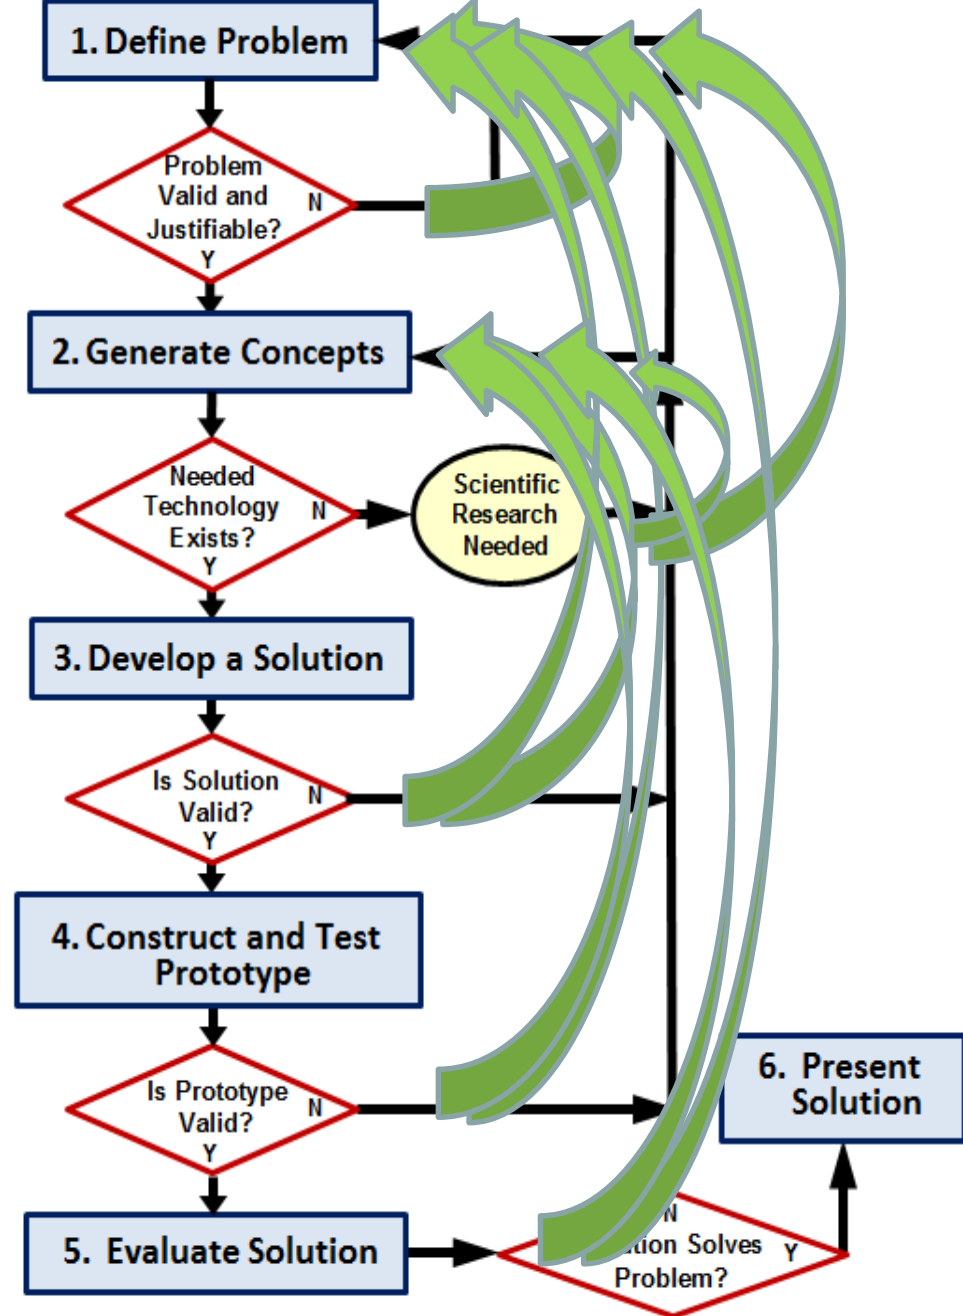 1. Define Problem
Problem
Valid and
Justifiable?
N
Y
2. Generate Concepts
Needed
Technology
Exists?
N
Y
Scientific
Research
Needed
3. Develop a Solution
Is Solution
Valid?
N
Y
4. Construct and Test
Prototype
Is Prototype
Valid?
N
Y
6. Present
Solution
5. Evaluate Solution
N
Solves
Problem?
Y